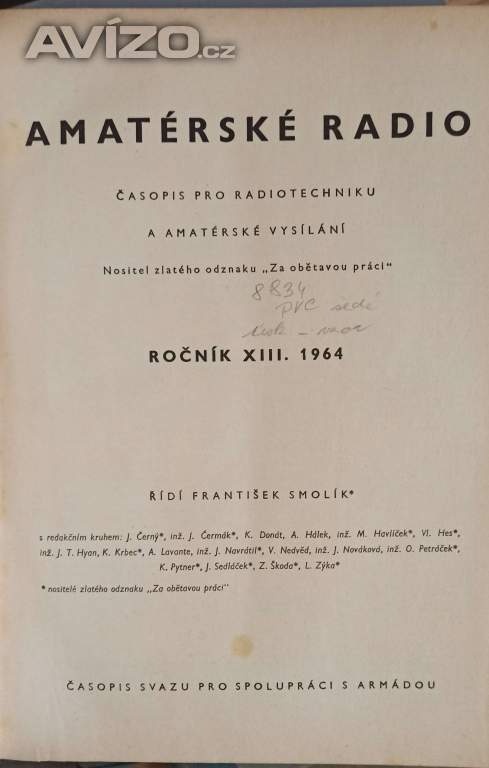 AVÍZO.cz
AMATÉRSKÉ RADIO
ČASOPIS PRO RADIOTECHNIKU
A AMATÉRSKÉ VYSÍLÁNÍ
Nositel zlatého odznaku „Za obětavou práci"
8834
PVC šedé
ROČNÍK XIII. 1964
ŘÍDÍ FRANTIŠEK SMOLÍK*
s redakčním kruhem: J. Černý*, inž. J. Čermák*, K. Donát, A. Hálek, inž. M. Havlíček*, Vl. Hes*,
inž. J. T. Hyan, K. Krbec*, A. Lavante, inž. J. Navrátil*, V. Nedvěd, inž. J. Nováková, inž. O. Petráček*,
K. Pytner*, J. Sedláček*, Z. Škoda*, L. Zýka*
* nositelé zlatého odznaku „Za obětavou práci"
ČASOPIS SVAZU PRO SPOLUPRÁCI S ARMÁDOU